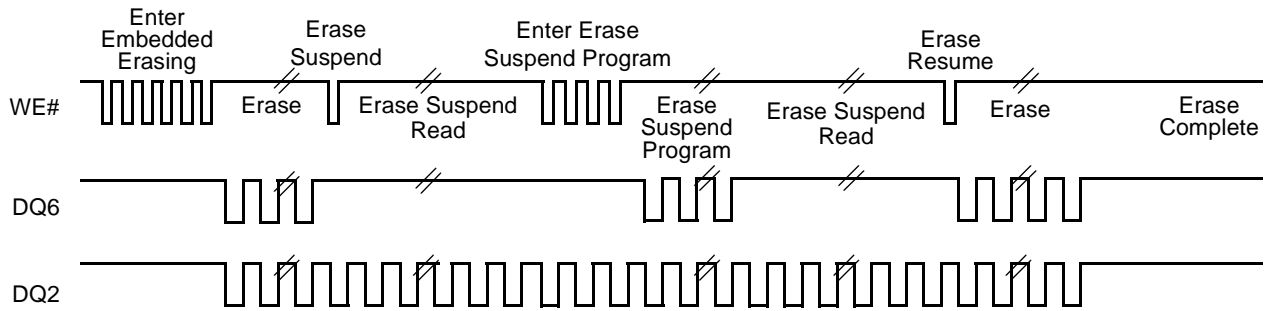 Enter
Embedded
Erasing
Erase
Suspend
Enter Erase
Suspend Program
Erase
Resume
WE#
Erase
Erase Suspend
Read
Erase
Suspend
Program
Erase Suspend
Read
Erase
Erase
Complete
DQ6
DQ2